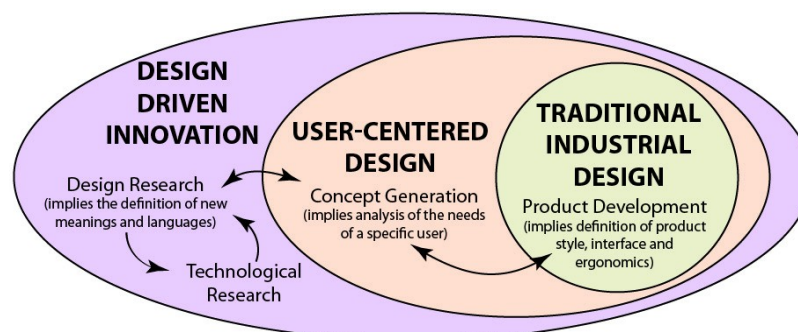 DESIGN
DRIVEN
INNOVATION
Design Research
(implies the definition of new
meanings and languages)
Technological
Research
USER-CENTERED
DESIGN
Concept Generation
(implies analysis of the needs
of a specific user)
TRADITIONAL
INDUSTRIAL
DESIGN
Product Development
(implies definition of product
style, interface and
ergonomics)